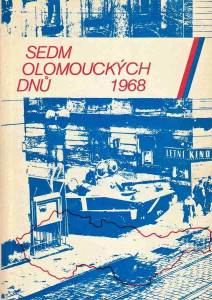 SEDM
OLOMOUCKÝCH
DNŮ 1968
LETNÍ KINO